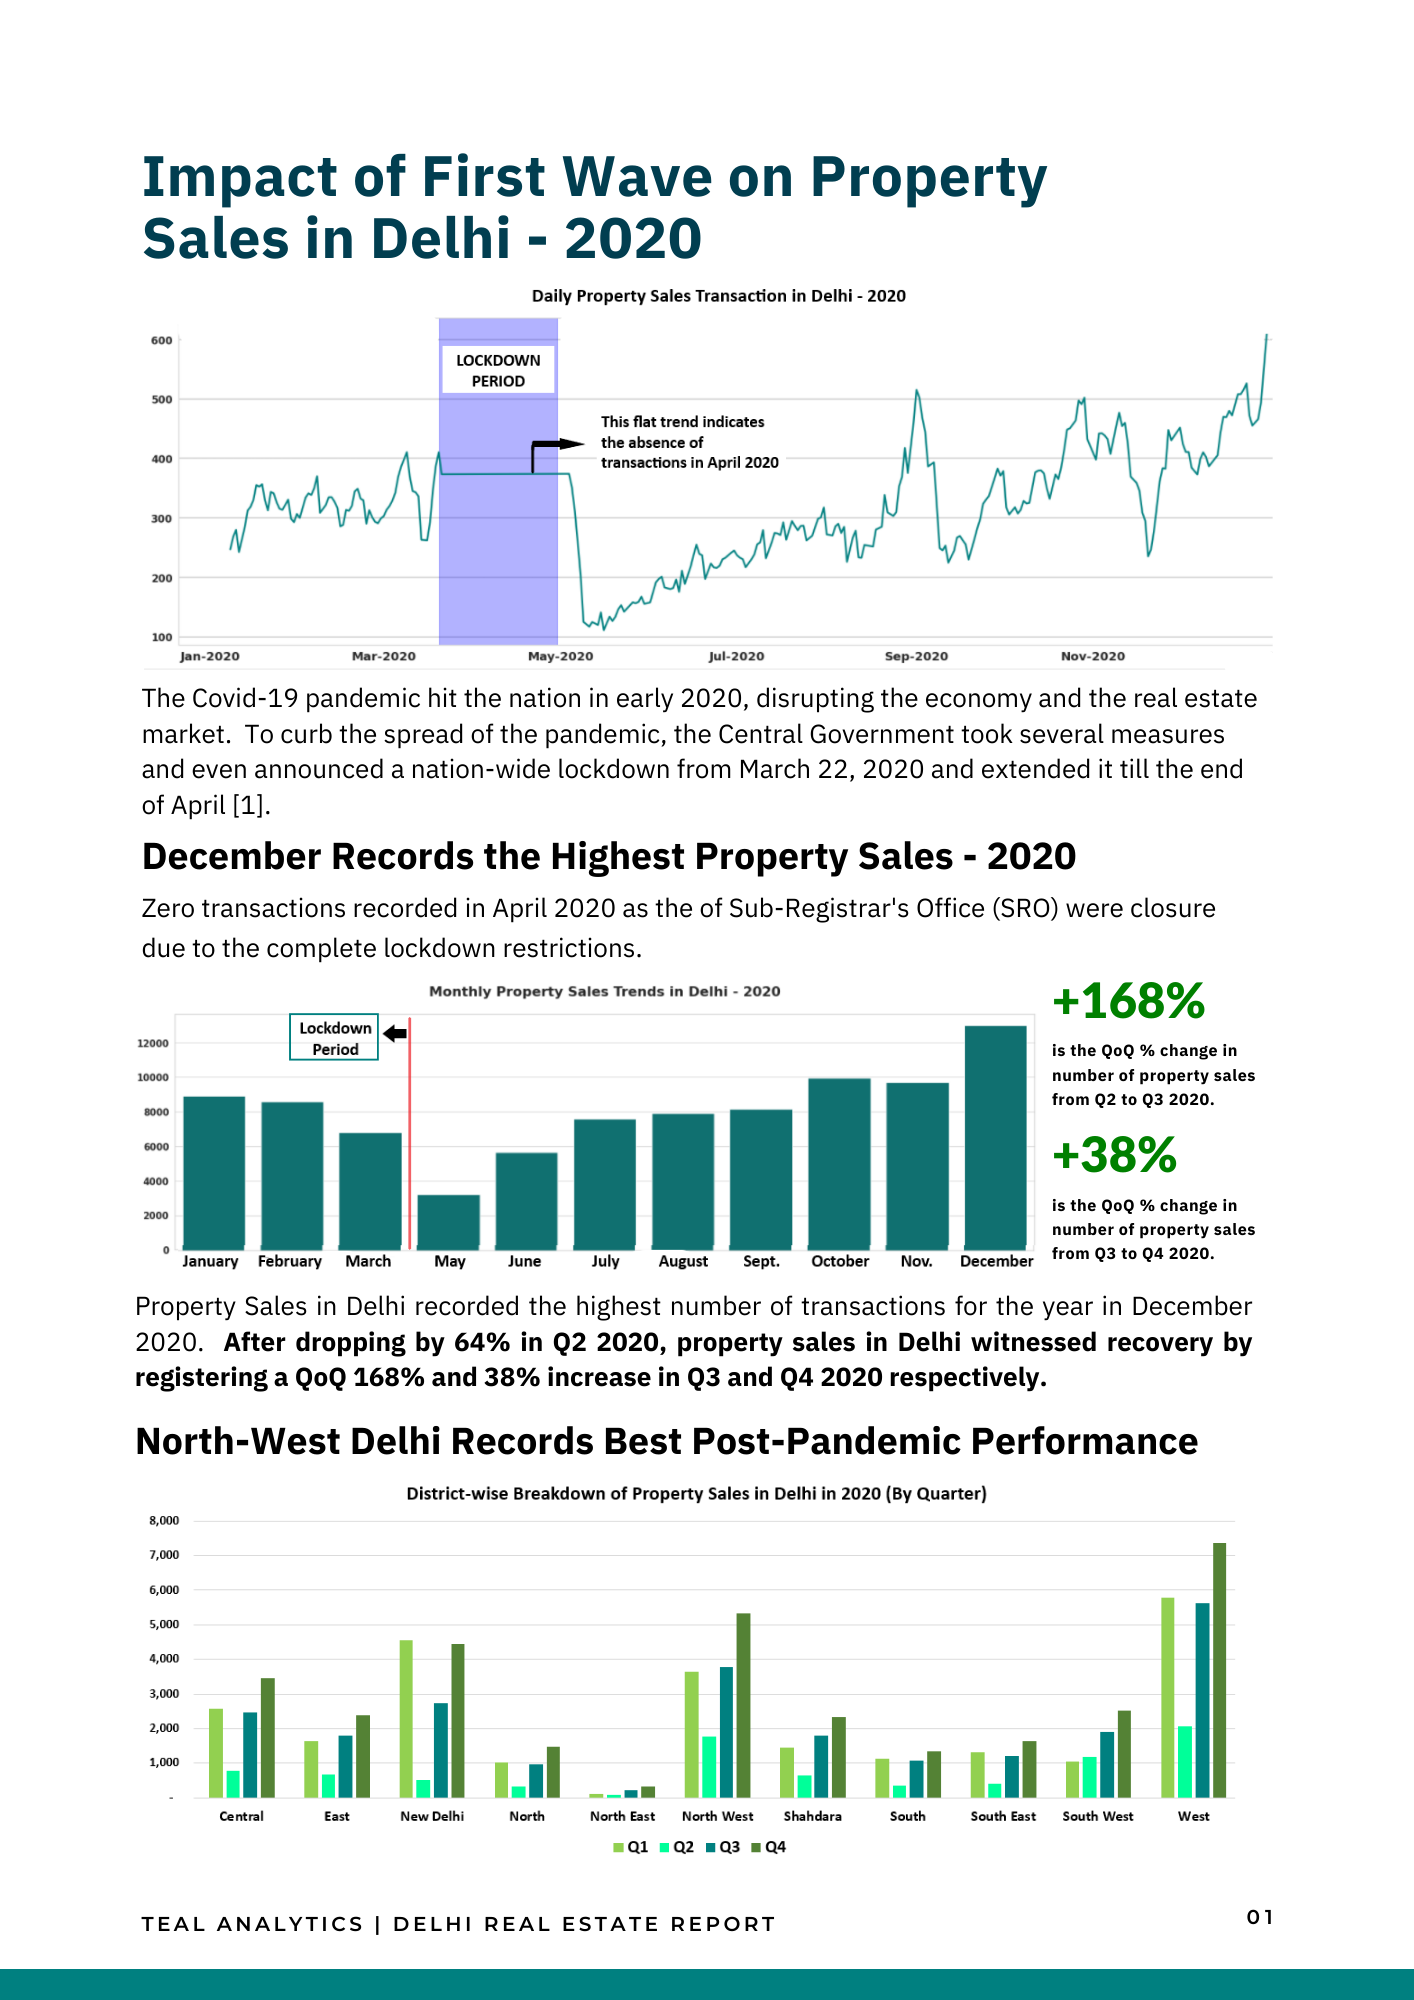 Impact of First Wave on Property
Sales in Delhi - 2020
Daily Property Sales Transaction in Delhi - 2020
600
500
400
300
200
100
LOCKDOWN
PERIOD
This flat trend indicates
the absence of
transactions in April 2020
Jan-2020 Mar-2020 May-2020 Jul-2020 Sep-2020 Nov-2020
The Covid-19 pandemic hit the nation in early 2020, disrupting the economy and the real estate
market. To curb the spread of the pandemic, the Central Government took several measures
and even announced a nation-wide lockdown from March 22, 2020 and extended it till the end
of April [1].
December Records the Highest Property Sales - 2020
Zero transactions recorded in April 2020 as the of Sub-Registrar's Office (SRO) were closure
due to the complete lockdown restrictions.
Monthly Property Sales Trends in Delhi - 2020
Lockdown
Period
12000
10000
8000
6000
4000
2000
0
January February March May June July August Sept. October Nov. December
+168%
is the QoQ % change in
number of property sales
from Q2 to Q3 2020.
+38%
is the QoQ % change in
number of property sales
from Q3 to Q4 2020.
Property Sales in Delhi recorded the highest number of transactions for the year in December
2020. After dropping by 64% in Q2 2020, property sales in Delhi witnessed recovery by
registering a QoQ 168% and 38% increase in Q3 and Q4 2020 respectively.
North-West Delhi Records Best Post-Pandemic Performance
District-wise Breakdown of Property Sales in Delhi in 2020 (By Quarter)
8,000
7,000
6,000
5,000
4,000
3,000
2,000
1,000
-
Central East New Delhi North North East North West Shahdara South South East South West West
Q1 Q2 Q3 Q4
TEAL ANALYTICS | DELHI REAL ESTATE REPORT
01